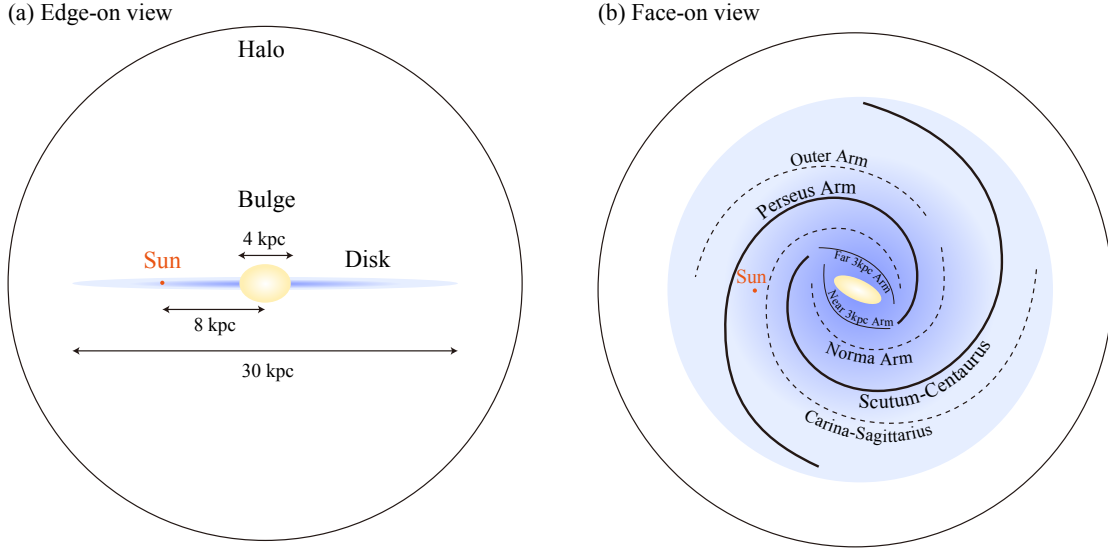 (a) Edge-on view
Halo
Bulge
4 kpc
Sun
Disk
8 kpc
30 kpc
(b) Face-on view
Outer Arm
Perseus Arm
Far 3kpc Arm
Sun
Near 3kpc Arm
Norma Arm
Scutum-Centaurus
Carina-Sagittarius